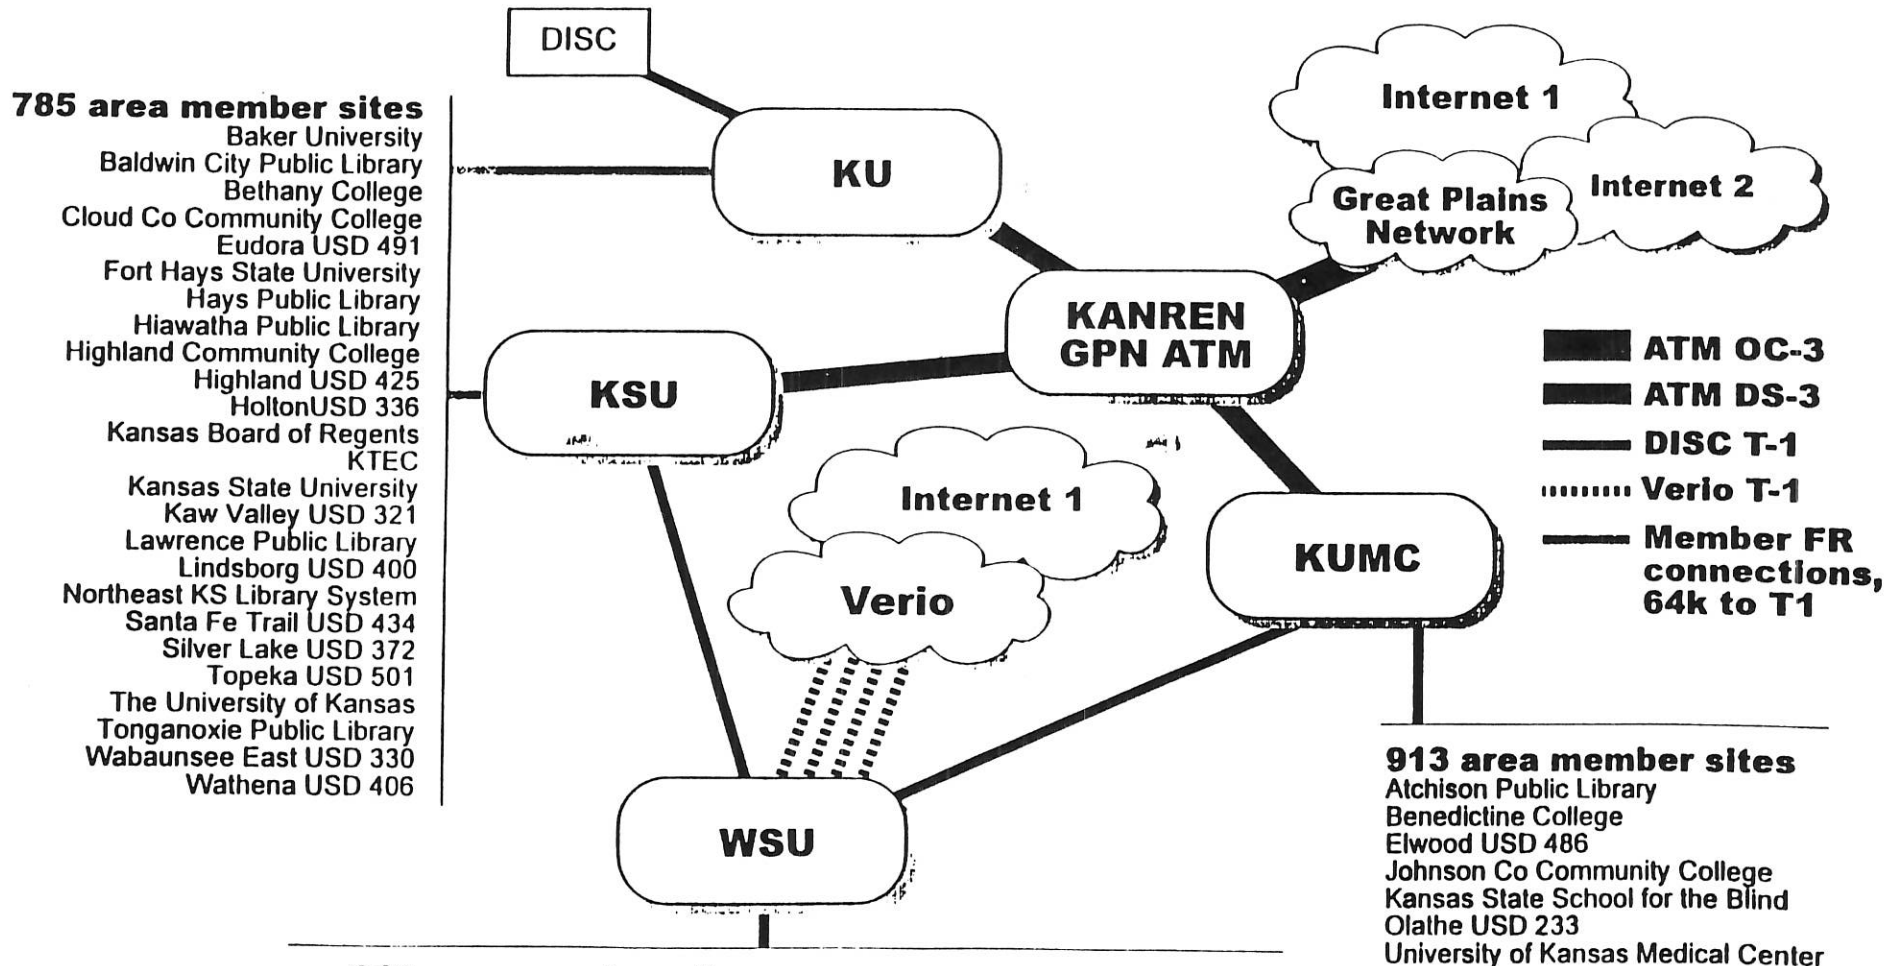 DISC
785 area member sites
Baker University
Baldwin City Public Library
Bethany College
Cloud Co Community College
Eudora USD 491
Fort Hays State University
Hays Public Library
Hiawatha Public Library
Highland Community College
Highland USD 425
HoltonUSD 336
Kansas Board of Regents
KTEC
Kansas State University
Kaw Valley USD 321
Lawrence Public Library
Lindsborg USD 400
Northeast KS Library System
Santa Fe Trail USD 434
Silver Lake USD 372
Topeka USD 501
The University of Kansas
Tonganoxie Public Library
Wabaunsee East USD 330
Wathena USD 406
KU
KSU
KANREN
GPN ATM
Internet 1
Internet 2
Great Plains
Network
Internet 1
Verio
KUMC
WSU
ATM OC-3
ATM DS-3
DISC T-1
Verio T-1
Member FR
connections,
64k to T1
913 area member sites
Atchison Public Library
Benedictine College
Elwood USD 486
Johnson Co Community College
Kansas State School for the Blind
Olathe USD 233
University of Kansas Medical Center